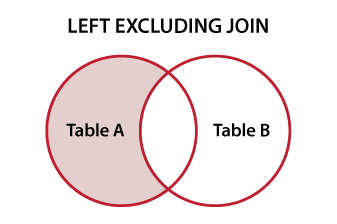 LEFT EXCLUDING JOIN
Table A
Table B